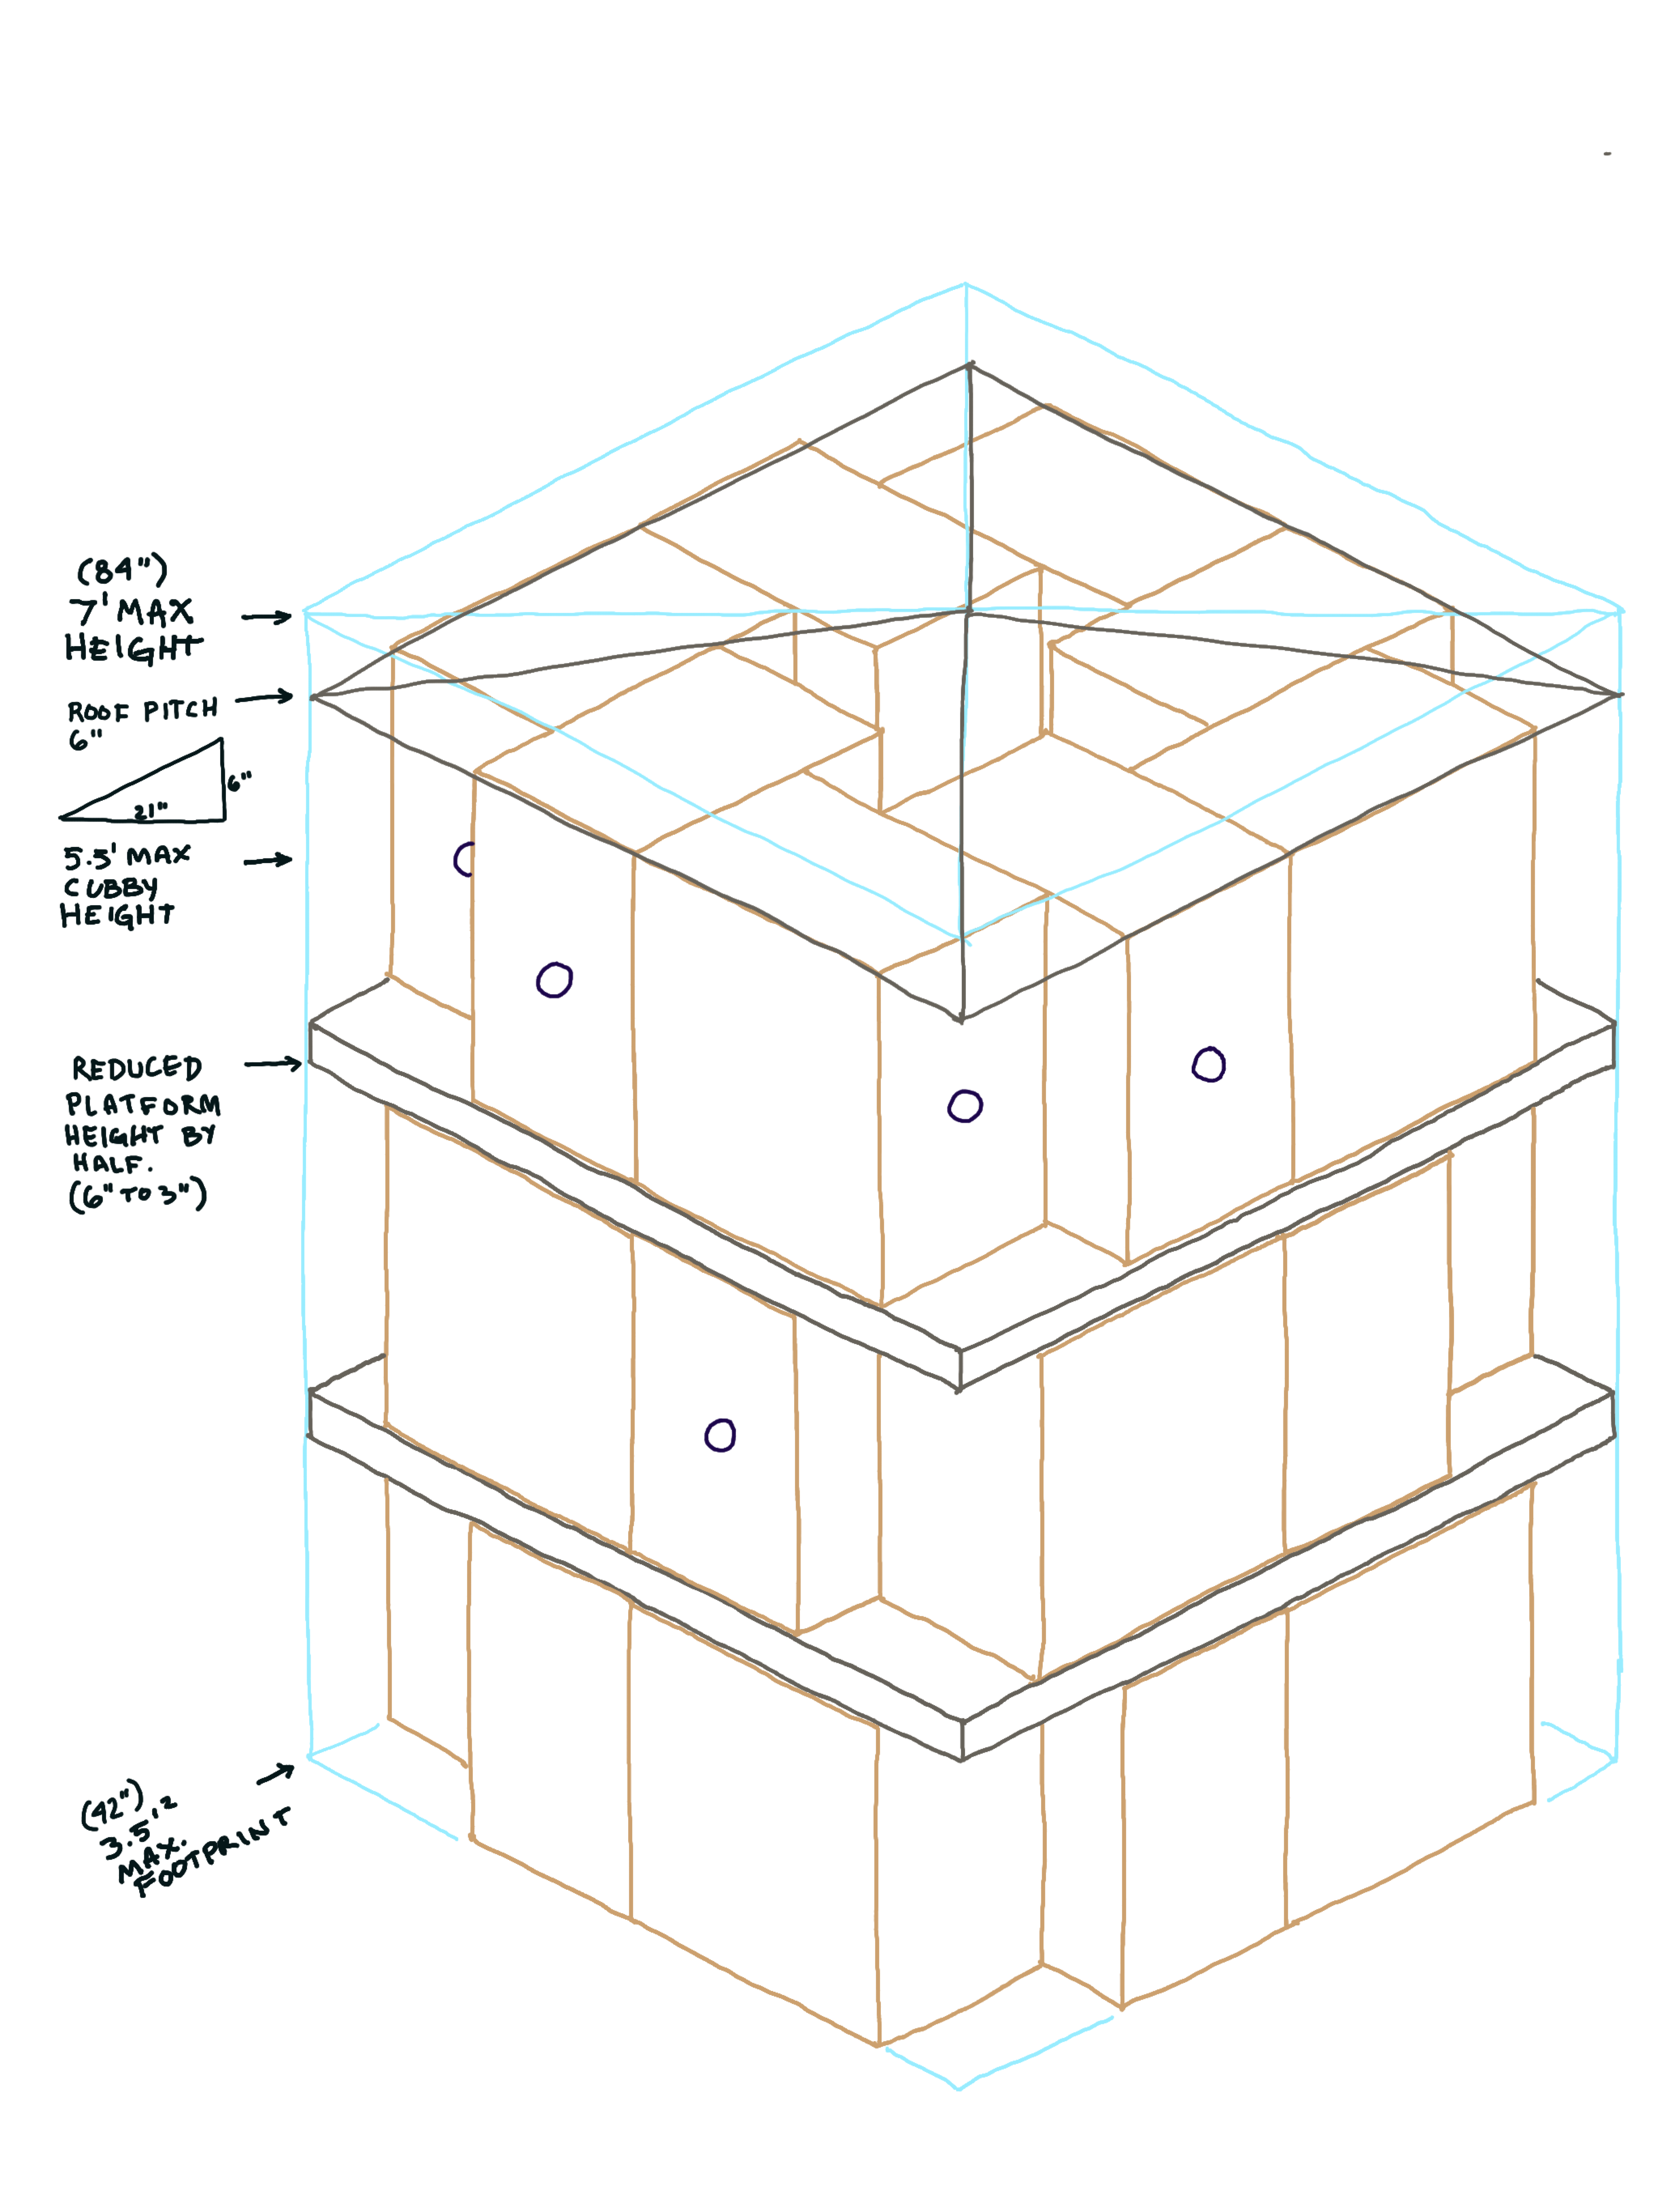 (84")
7' MAX
HEIGHT
ROOF PITCH
6"
6"
21"
5.5' MAX
CUBBY
HEIGHT
REDUCED
PLATFORM
HEIGHT BY
HALF.
(6" TO 3")
(42")
3.5'²
MAX.
FOOTPRINT